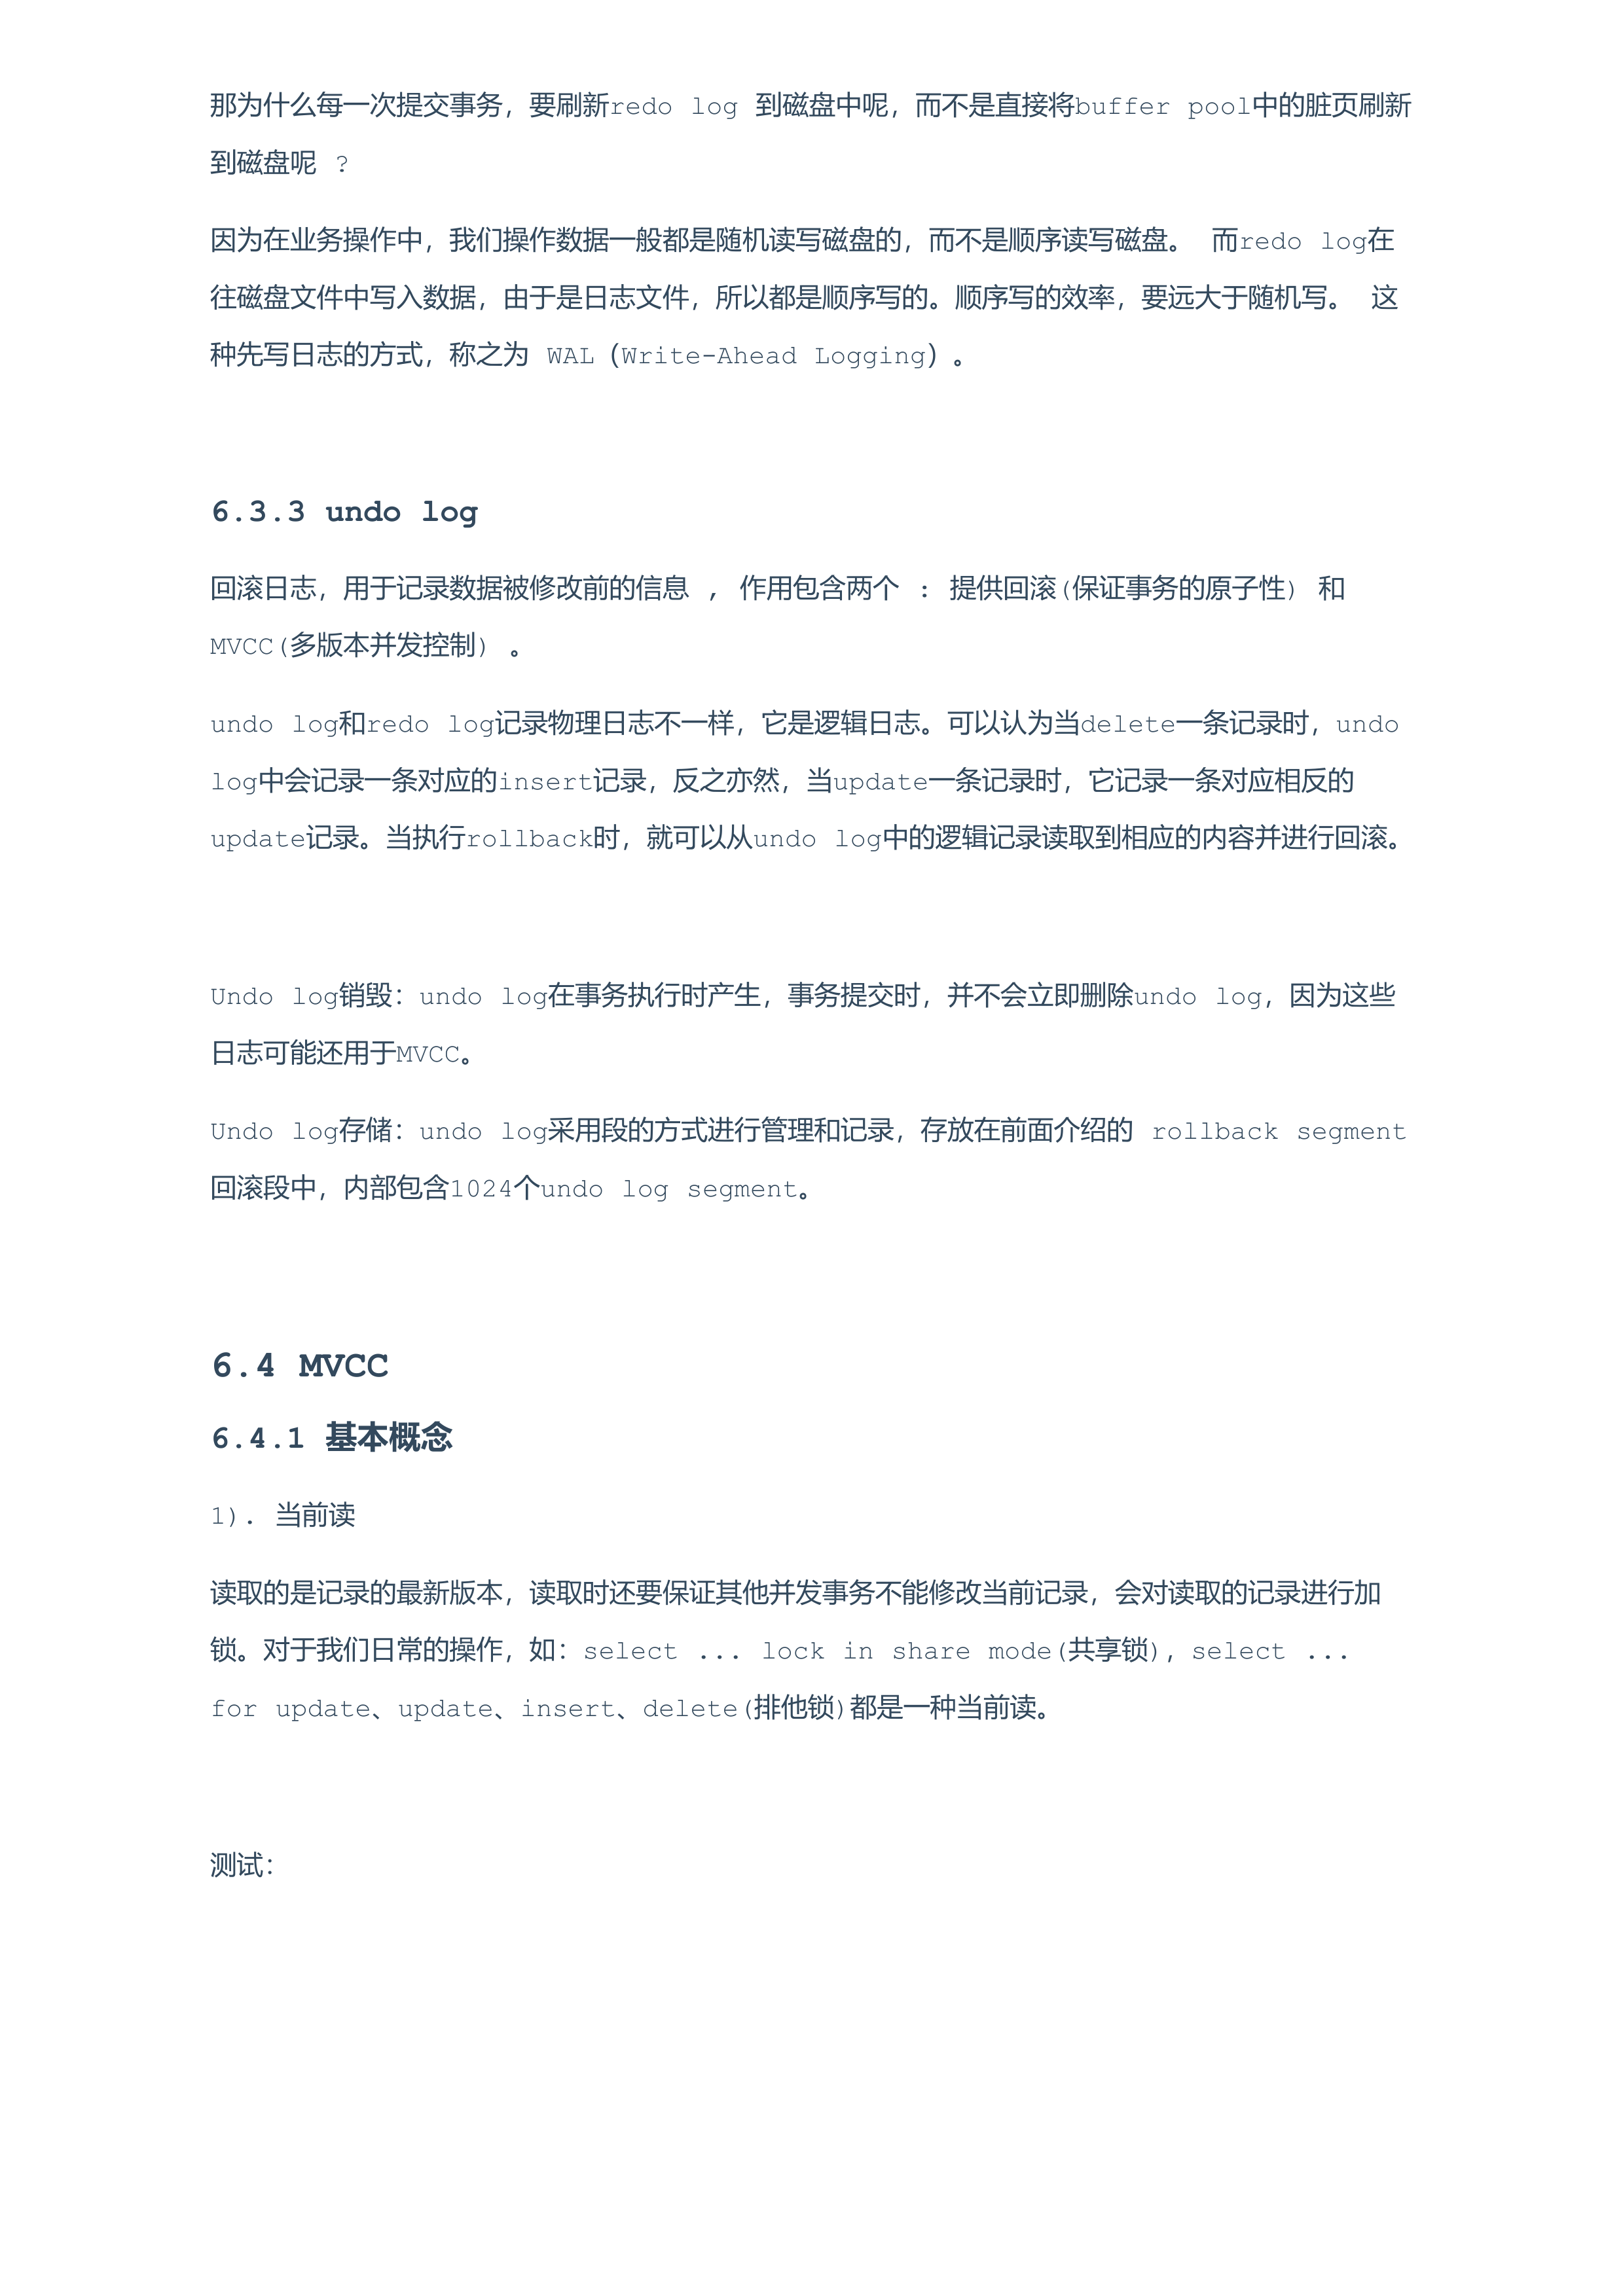 那为什么每一次提交事务，要刷新redo log 到磁盘中呢，而不是直接将buffer pool中的脏页刷新
到磁盘呢 ?
因为在业务操作中，我们操作数据一般都是随机读写磁盘的，而不是顺序读写磁盘。 而redo log在
往磁盘文件中写入数据，由于是日志文件，所以都是顺序写的。顺序写的效率，要远大于随机写。 这
种先写日志的方式，称之为 WAL（Write-Ahead Logging）。
6.3.3 undo log
回滚日志，用于记录数据被修改前的信息 , 作用包含两个 : 提供回滚(保证事务的原子性) 和
MVCC(多版本并发控制) 。
undo log和redo log记录物理日志不一样，它是逻辑日志。可以认为当delete一条记录时，undo
log中会记录一条对应的insert记录，反之亦然，当update一条记录时，它记录一条对应相反的
update记录。当执行rollback时，就可以从undo log中的逻辑记录读取到相应的内容并进行回滚。
Undo log销毁：undo log在事务执行时产生，事务提交时，并不会立即删除undo log，因为这些
日志可能还用于MVCC。
Undo log存储：undo log采用段的方式进行管理和记录，存放在前面介绍的 rollback segment
回滚段中，内部包含1024个undo log segment。
6.4 MVCC
6.4.1 基本概念
1). 当前读
读取的是记录的最新版本，读取时还要保证其他并发事务不能修改当前记录，会对读取的记录进行加
锁。对于我们日常的操作，如：select ... lock in share mode(共享锁)，select ...
for update、update、insert、delete(排他锁)都是一种当前读。
测试：